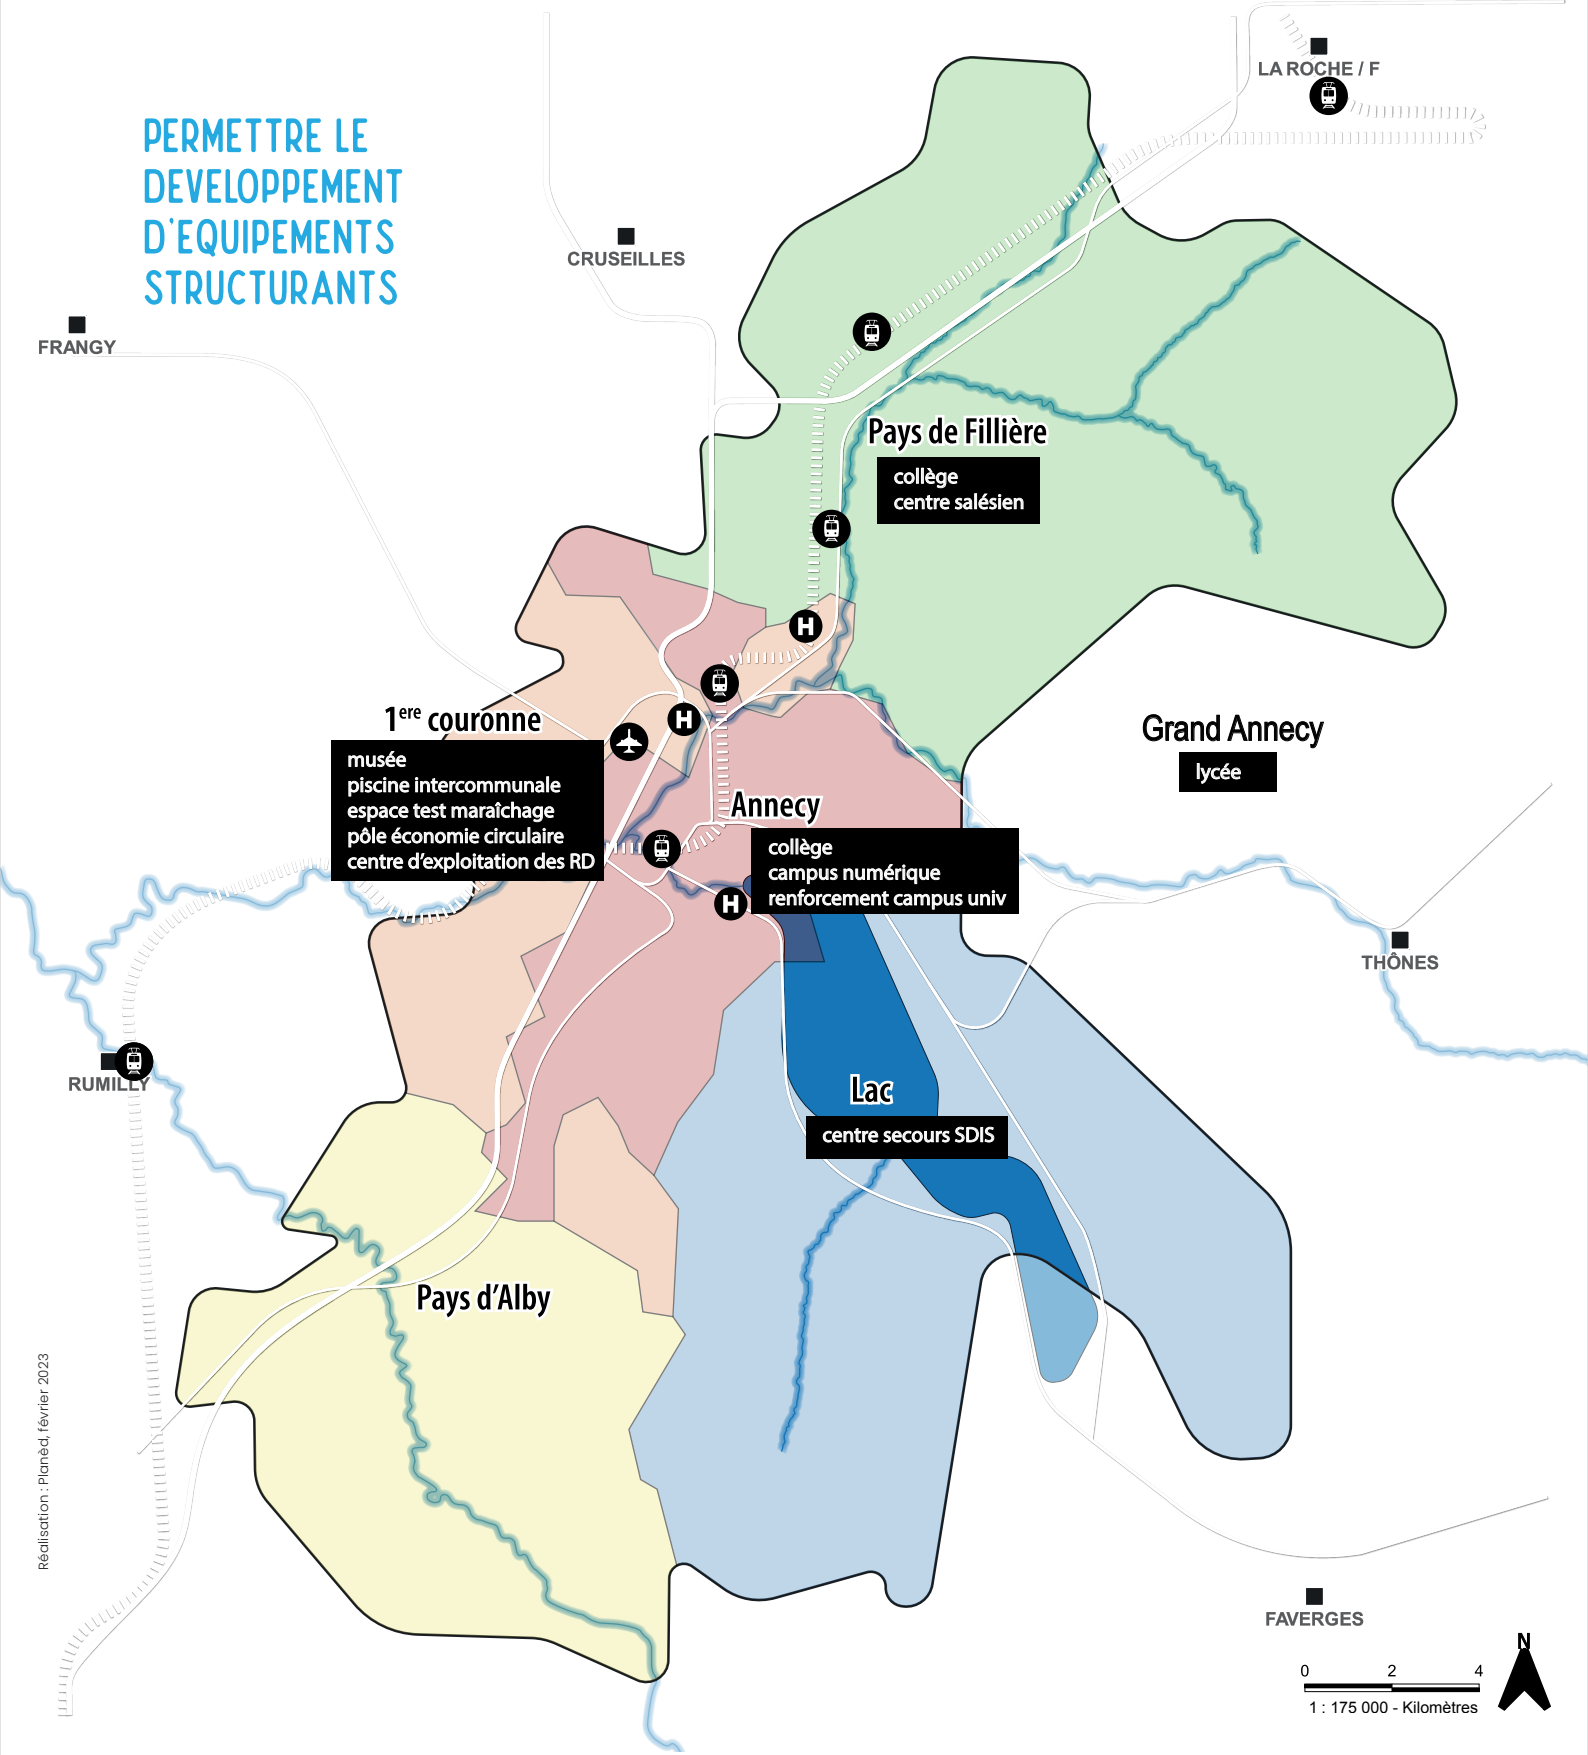 PERMETTRE LE
DEVELOPPEMENT
D'EQUIPEMENTS
STRUCTURANTS
LA ROCHE / F
CRUSEILLES
FRANGY
Pays de Fillière
collège
centre salésien
H
1ere couronne
H
musée
piscine intercommunale
espace test maraîchage
pôle économie circulaire
centre d'exploitation des RD
Grand Annecy
lycée
Annecy
collège
campus numérique
renforcement campus univ
H
THÔNES
RUMILLY
Lac
centre secours SDIS
Pays d'Alby
Réalisation : Planèd, février 2023
FAVERGES
N
0 2 4
1 : 175 000 - Kilomètres